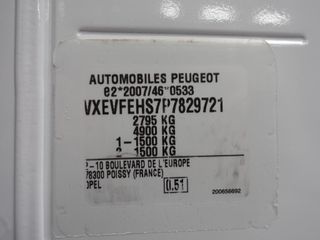 AUTOMOBILES PEUGEOT
e2*2007/46*0533
VXEVFEHS7P7829721
2795 KG
4900 KG
1-1500 KG
2-1500 KG
2-10 BOULEVARD DE L'EUROPE
78300 POISSY (FRANCE)
OPEL 0.51
200656692